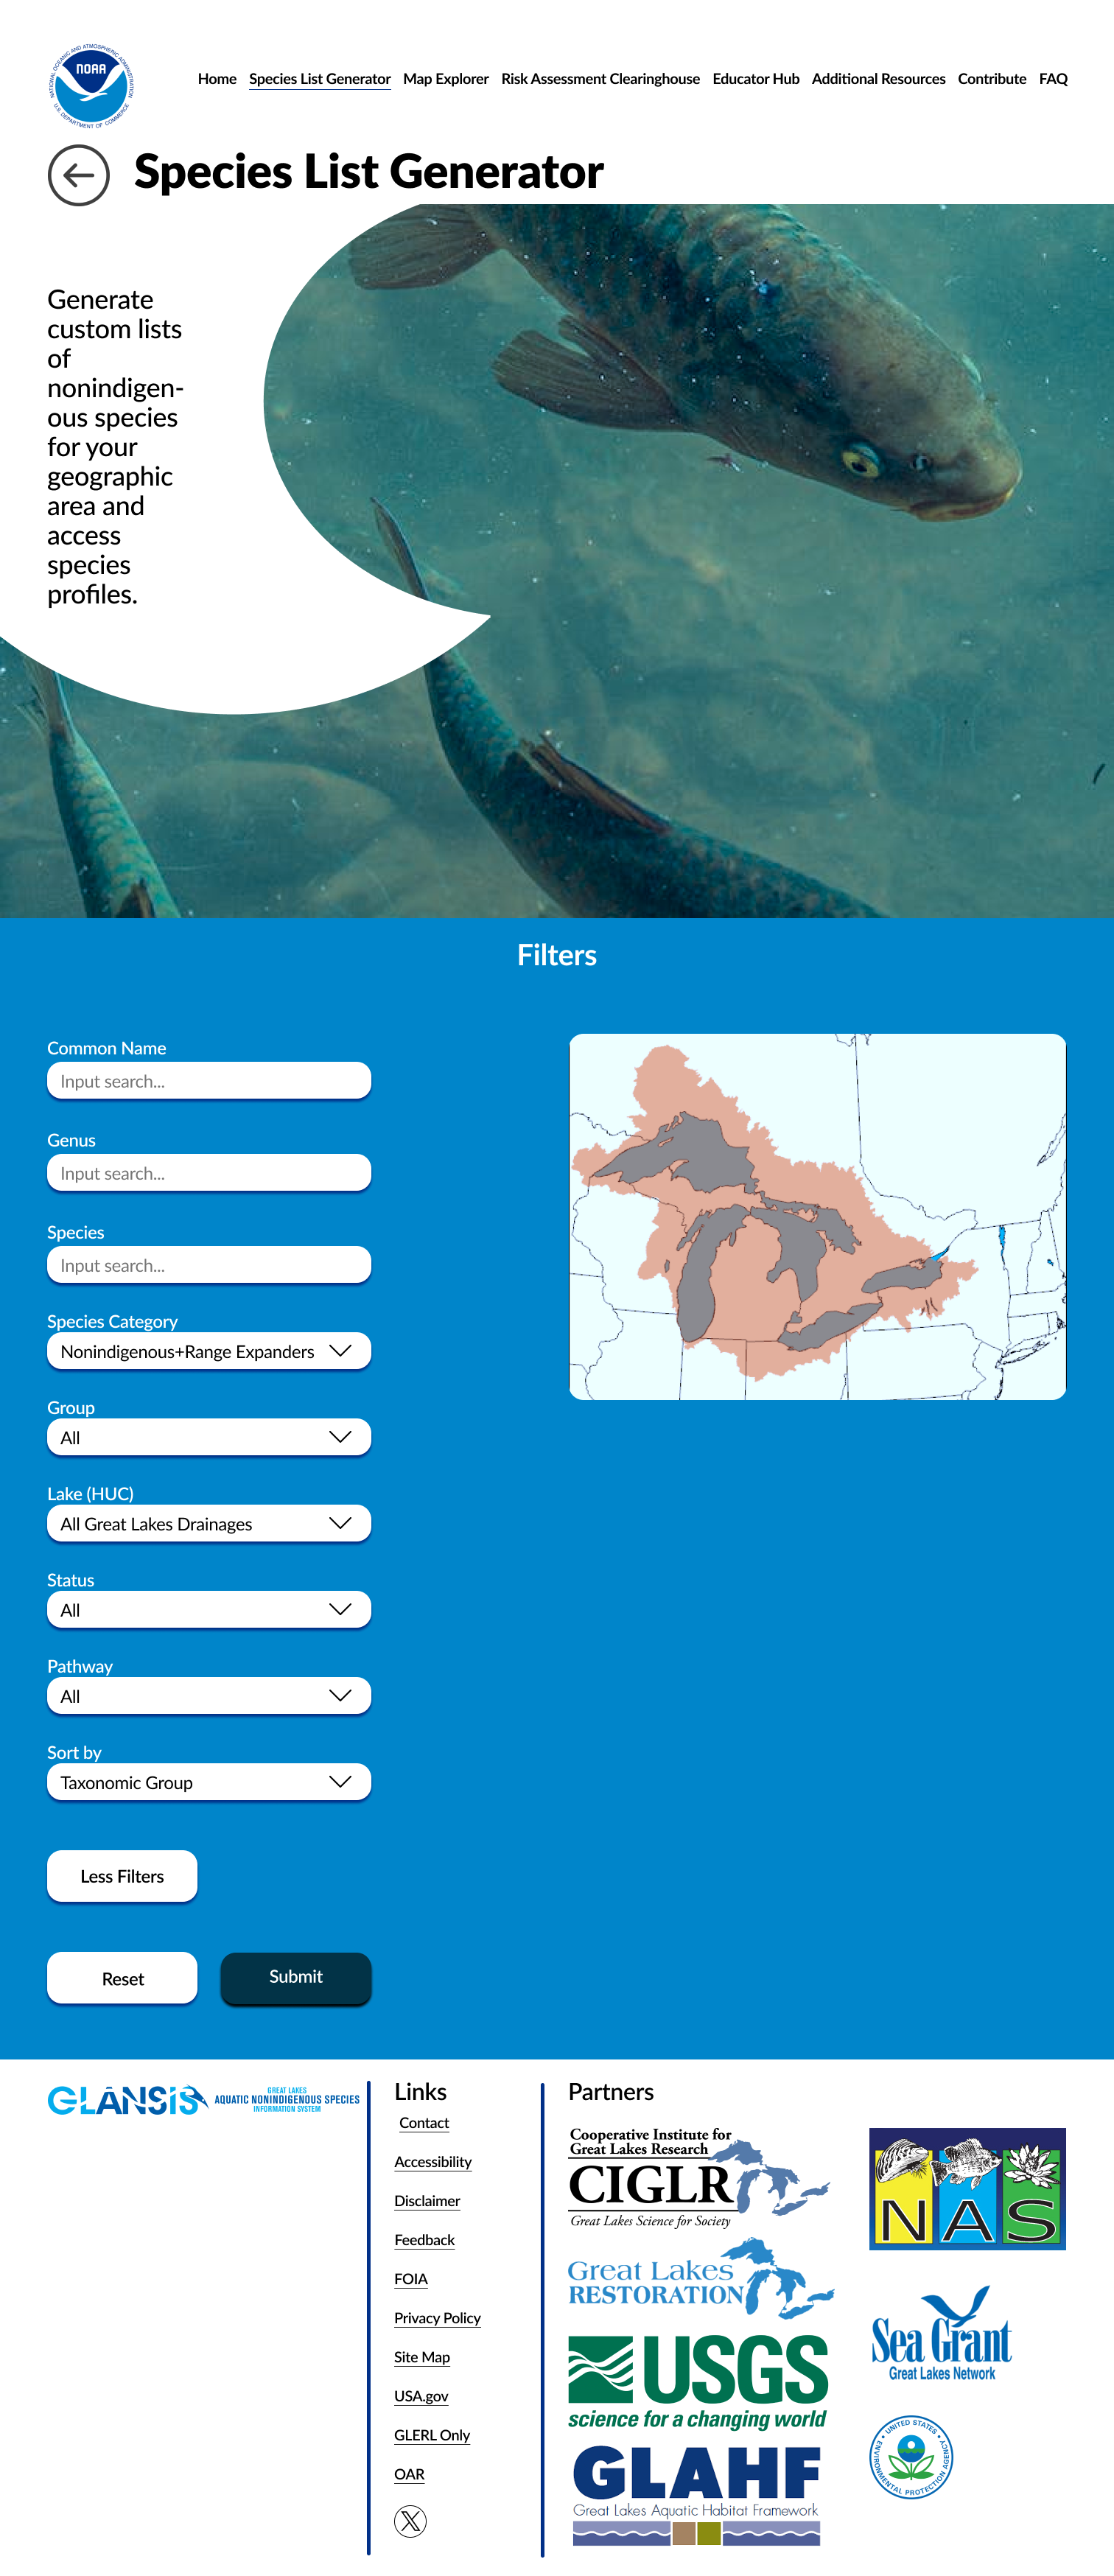 NATIONAL OCEANIC AND ATMOSPHERIC ADMINISTRATION
NOAA
U.S. DEPARTMENT OF COMMERCE
Home Species List Generator Map Explorer Risk Assessment Clearinghouse Educator Hub Additional Resources Contribute FAQ
Species List Generator
Generate
custom lists
of
nonindigen-
ous species
for your
geographic
area and
access
species
profiles.
Filters
Common Name
Input search...
Genus
Input search...
Species
Input search...
Species Category
Nonindigenous+Range Expanders
Group
All
Lake (HUC)
All Great Lakes Drainages
Status
All
Pathway
All
Sort by
Taxonomic Group
Less Filters
Reset
Submit
GLANSIS
GREAT LAKES
AQUATIC NONINDIGENOUS SPECIES
INFORMATION SYSTEM
Links
Contact
Accessibility
Disclaimer
Feedback
FOIA
Privacy Policy
Site Map
USA.gov
GLERL Only
OAR
Partners
Cooperative Institute for
Great Lakes Research
CIGLR
Great Lakes Science for Society
Great Lakes
RESTORATION
USGS
science for a changing world
GLAHF
Great Lakes Aquatic Habitat Framework
NAS
Sea Grant
Great Lakes Network
UNITED STATES
ENVIRONMENTAL PROTECTION AGENCY